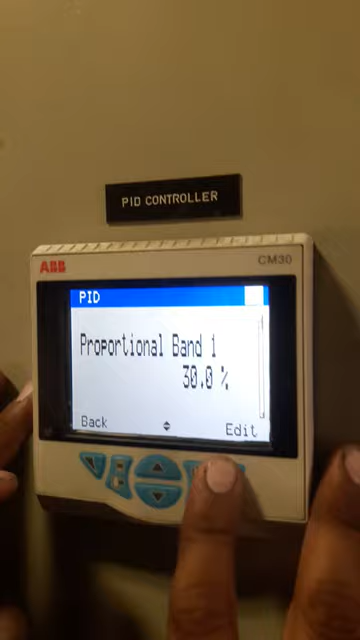 PID CONTROLLER
ABB
CM30
PID
Proportional Band 1
30.0 %
Back
Edit